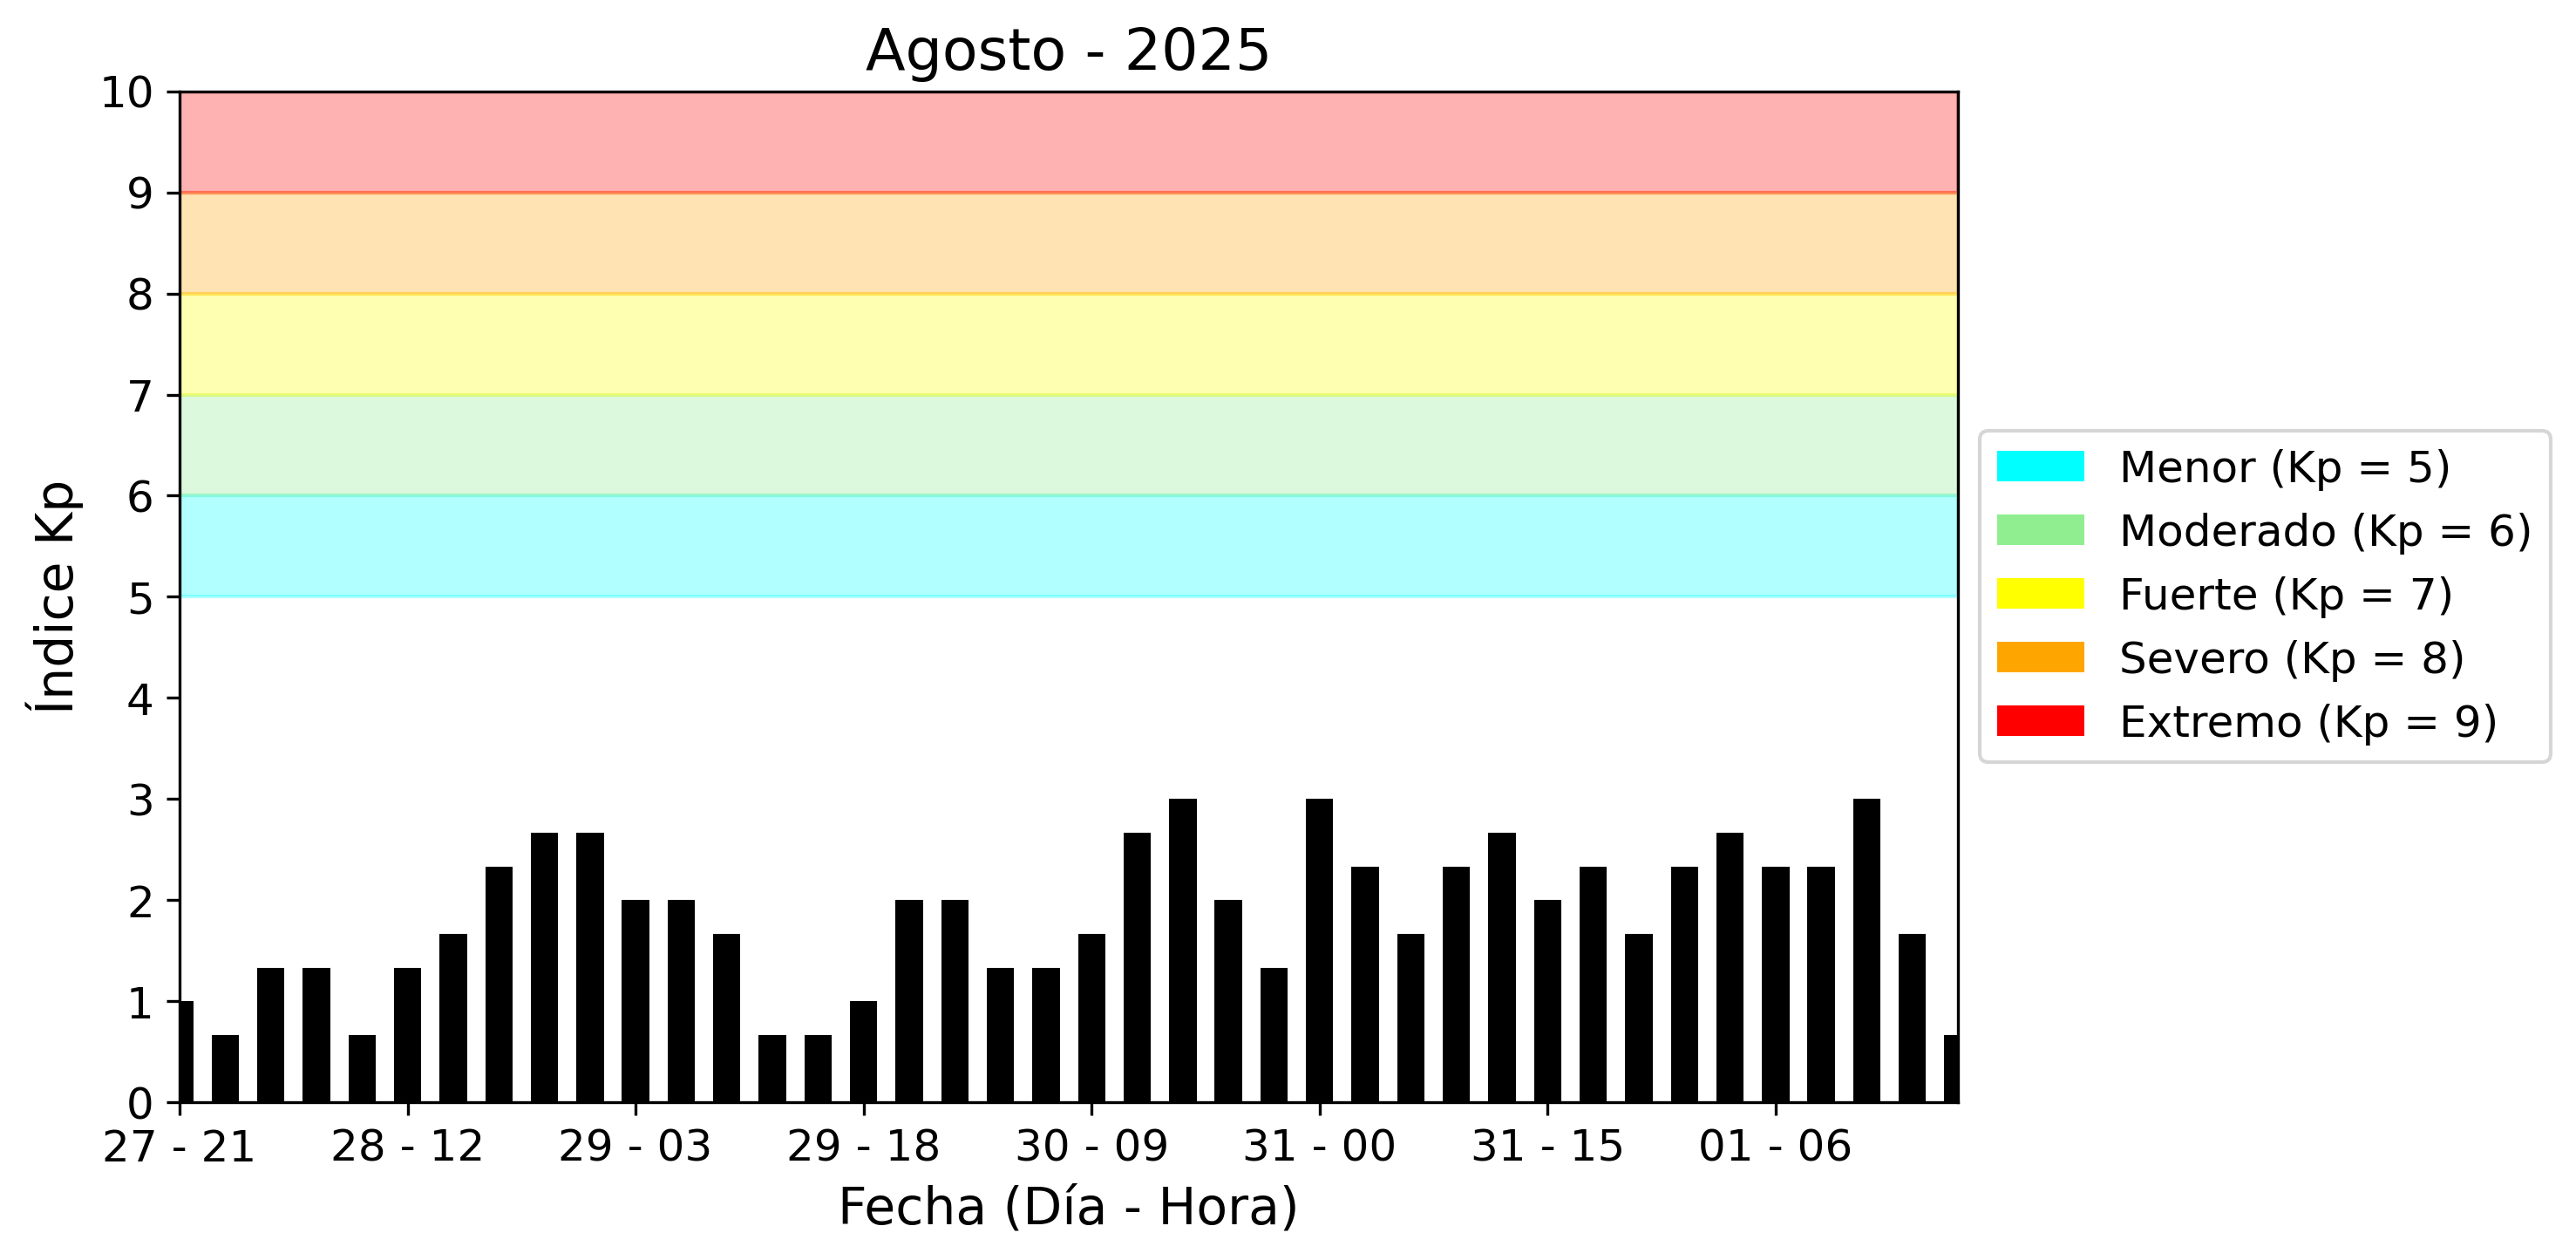 Agosto - 2025
10
9
8
7
6
5
4
3
2
1
0
Índice Kp
27 - 21
28 - 12
29 - 03
29 - 18
30 - 09
31 - 00
31 - 15
01 - 06
Fecha (Día - Hora)
Menor (Kp = 5)
Moderado (Kp = 6)
Fuerte (Kp = 7)
Severo (Kp = 8)
Extremo (Kp = 9)